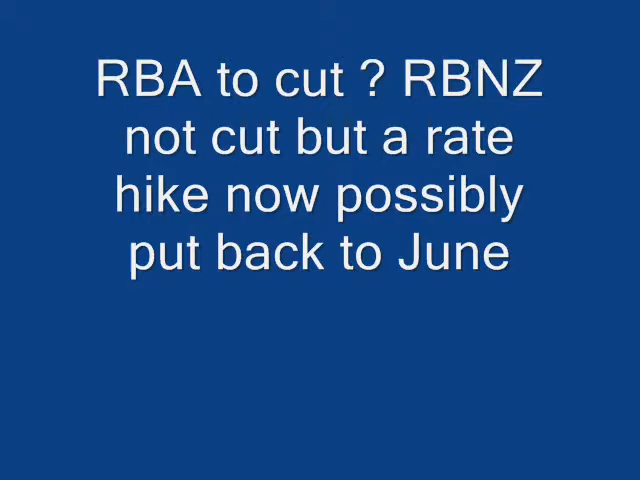 RBA to cut ? RBNZ
not cut but a rate
hike now possibly
put back to June